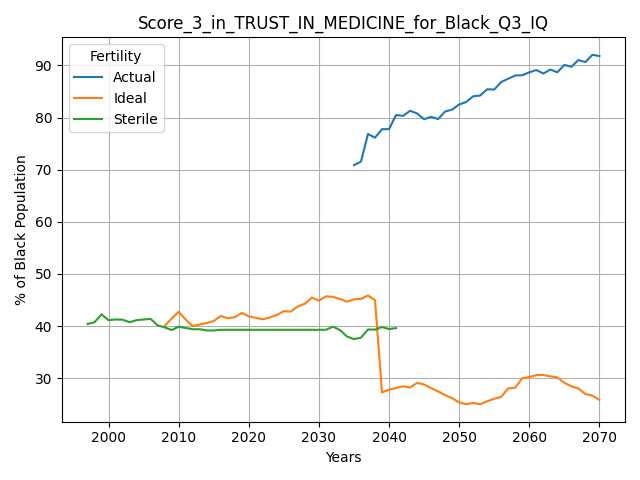 Score_3_in_TRUST_IN_MEDICINE_for_Black_Q3_IQ
Fertility
Actual
Ideal
Sterile
% of Black Population
90
80
70
60
50
40
30
2000
2010
2020
2030
2040
2050
2060
2070
Years